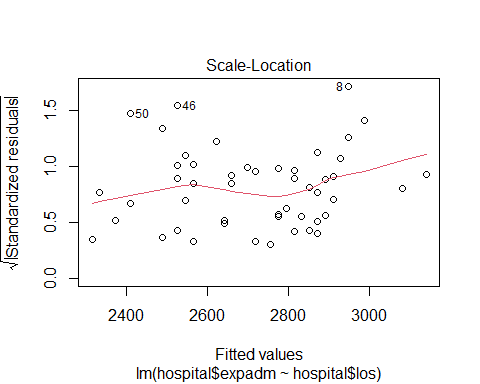 Scale-Location
√|Standardized residuals|
0.0 0.5 1.0 1.5
50
46
8
2400 2600 2800 3000
Fitted values
lm(hospital$expadm ~ hospital$los)